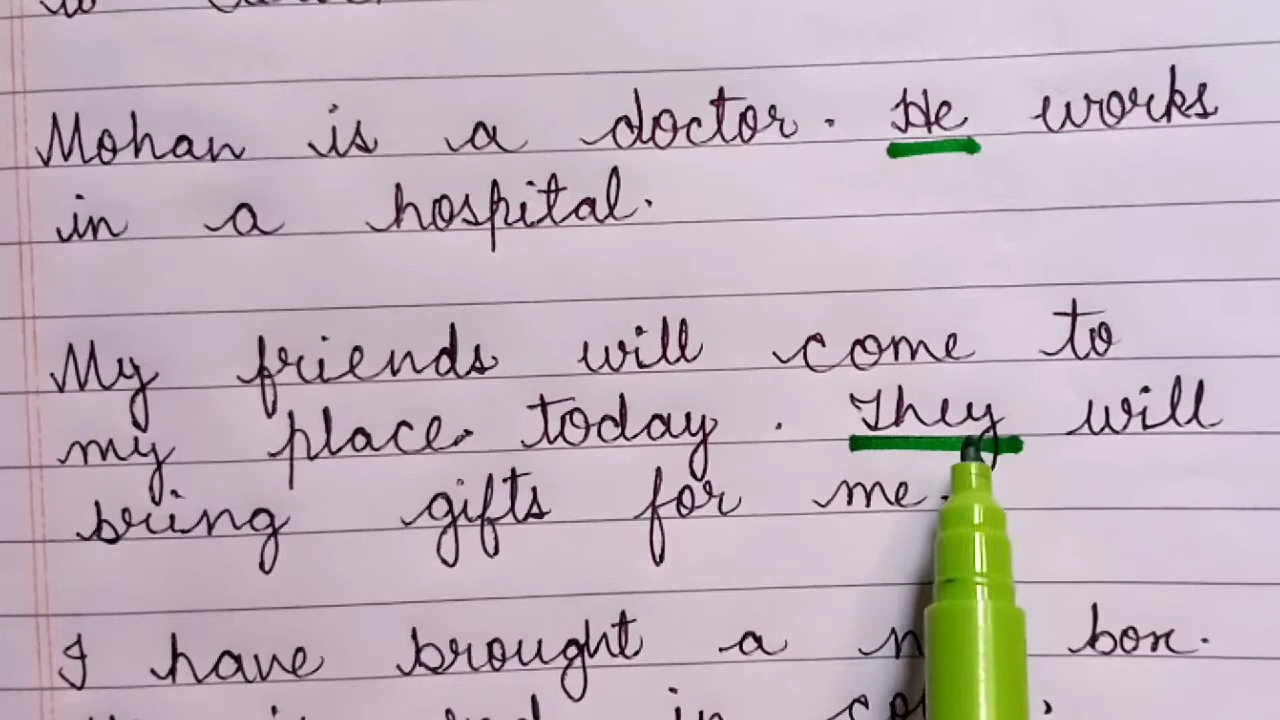 Mohan is a doctor. He works
in a hospital.
My friends will come to
my place today. They will
bring gifts for me.
I have brought a box.
in